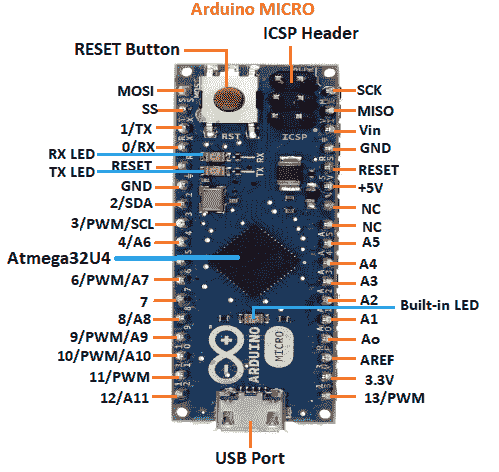 Arduino MICRO
RESET Button
ICSP Header
MOSI
SS
1/TX
0/RX
RX LED
RESET
TX LED
GND
2/SDA
3/PWM/SCL
4/A6
Atmega32U4
6/PWM/A7
7
8/A8
9/PWM/A9
10/PWM/A10
11/PWM
12/A11
SCK
MISO
Vin
GND
RESET
+5V
NC
NC
A5
A4
A3
A2
Built-in LED
A1
Ao
AREF
3.3V
13/PWM
RST
ICSP
RX
TX
ARDUINO
MICRO
USB Port